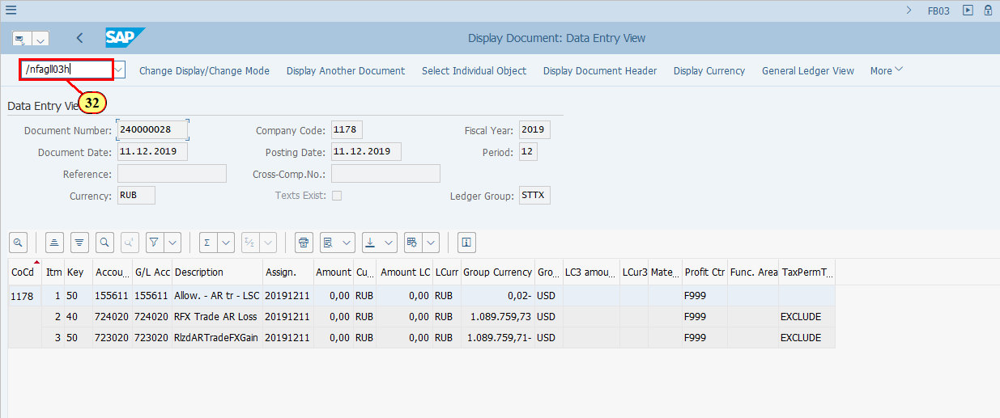 FB03
SAP
Display Document: Data Entry View
/nfagll03h Change Display/Change Mode Display Another Document Select Individual Object Display Document Header Display Currency General Ledger View More
32
Data Entry Vie
Document Number: 240000028 Company Code: 1178 Fiscal Year: 2019
Document Date: 11.12.2019 Posting Date: 11.12.2019 Period: 12
Reference: Cross-Comp.No.:
Currency: RUB Texts Exist: Ledger Group: STTX
CoCd Itm Key Accou... G/L Acc Description Assign. Amount Cu... Amount LC LCurr Group Currency Gro... LC3 amou... LCur3 Mate... Profit Ctr Func. Area TaxPermT...
1178 1 50 155611 155611 Allow. - AR tr - LSC 20191211 0,00 RUB 0,00 RUB 0,02- USD F999
2 40 724020 724020 RFX Trade AR Loss 20191211 0,00 RUB 0,00 RUB 1.089.759,73 USD F999 EXCLUDE
3 50 723020 723020 RlzdARTradeFXGain 20191211 0,00 RUB 0,00 RUB 1.089.759,71- USD F999 EXCLUDE